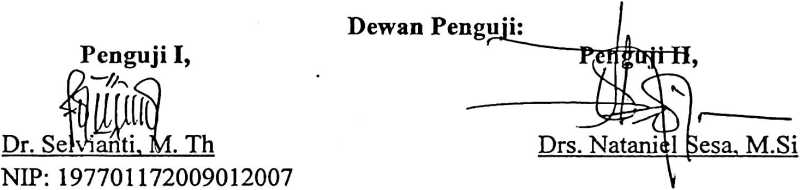 Dewan Penguji:
Penguji I,
Penguji II,
Dr. Selvianti, M. Th
Drs. Nataniel Sesa, M.Si
NIP: 197701172009012007